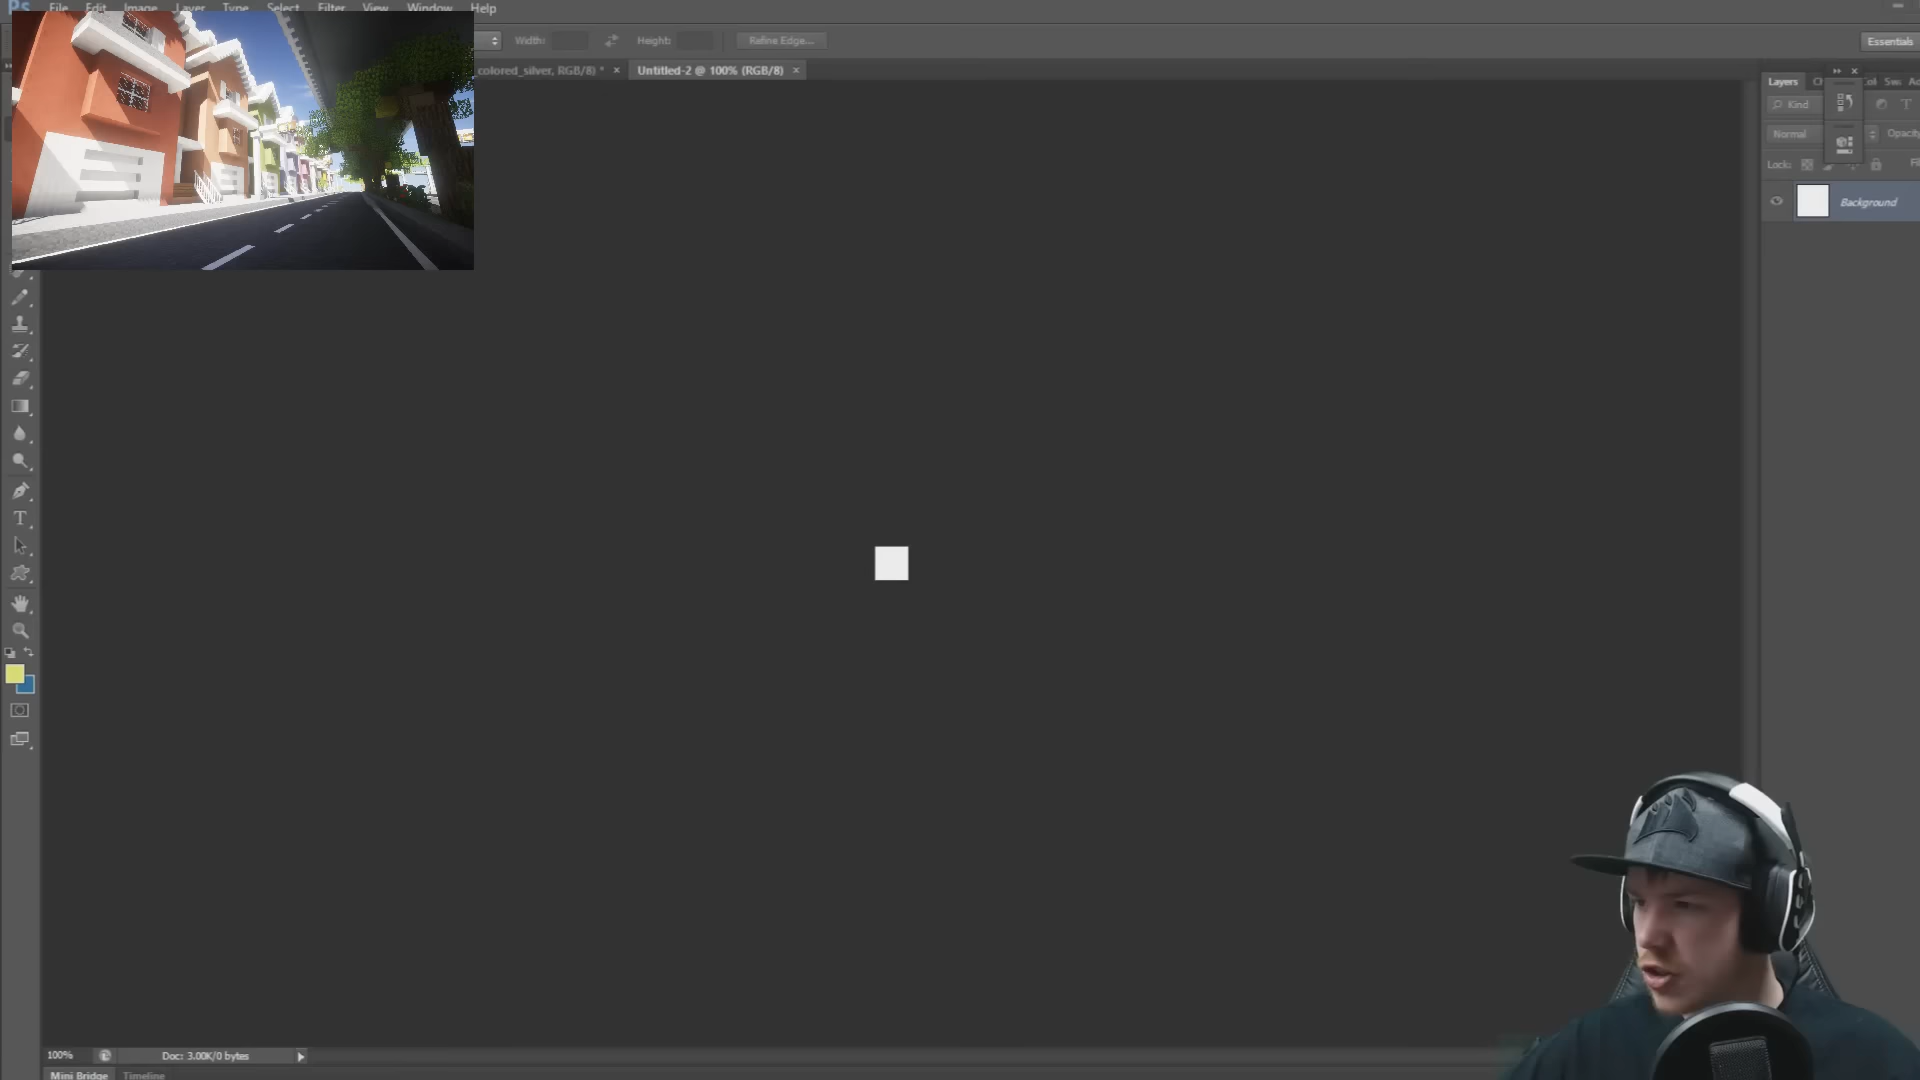 Ps File Edit Image Layer Type Select Filter View Window Help
Width: Height: Refine Edge... Essentials
colored_silver, RGB/8) * × Untitled-2 @ 100% (RGB/8) ×
Layers
Kind
Normal Opacity
Lock:
Background
100% Doc: 3.00K/0 bytes
Mini Bridge Timeline